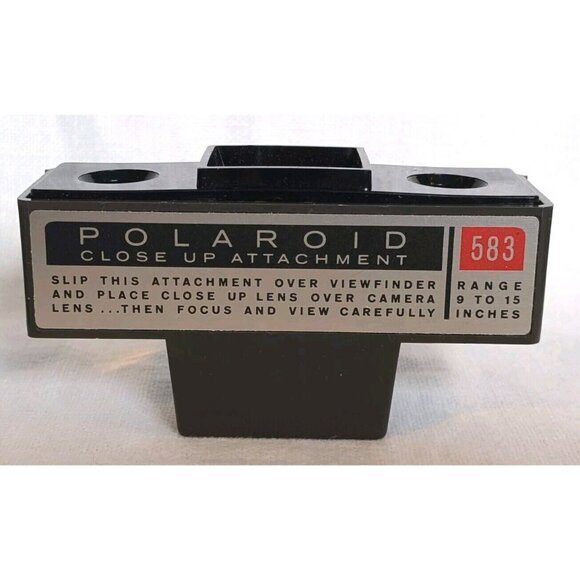 POLAROID
CLOSE UP ATTACHMENT
SLIP THIS ATTACHMENT OVER VIEWFINDER
AND PLACE CLOSE UP LENS OVER CAMERA
LENS...THEN FOCUS AND VIEW CAREFULLY
583
RANGE
9 TO 15
INCHES